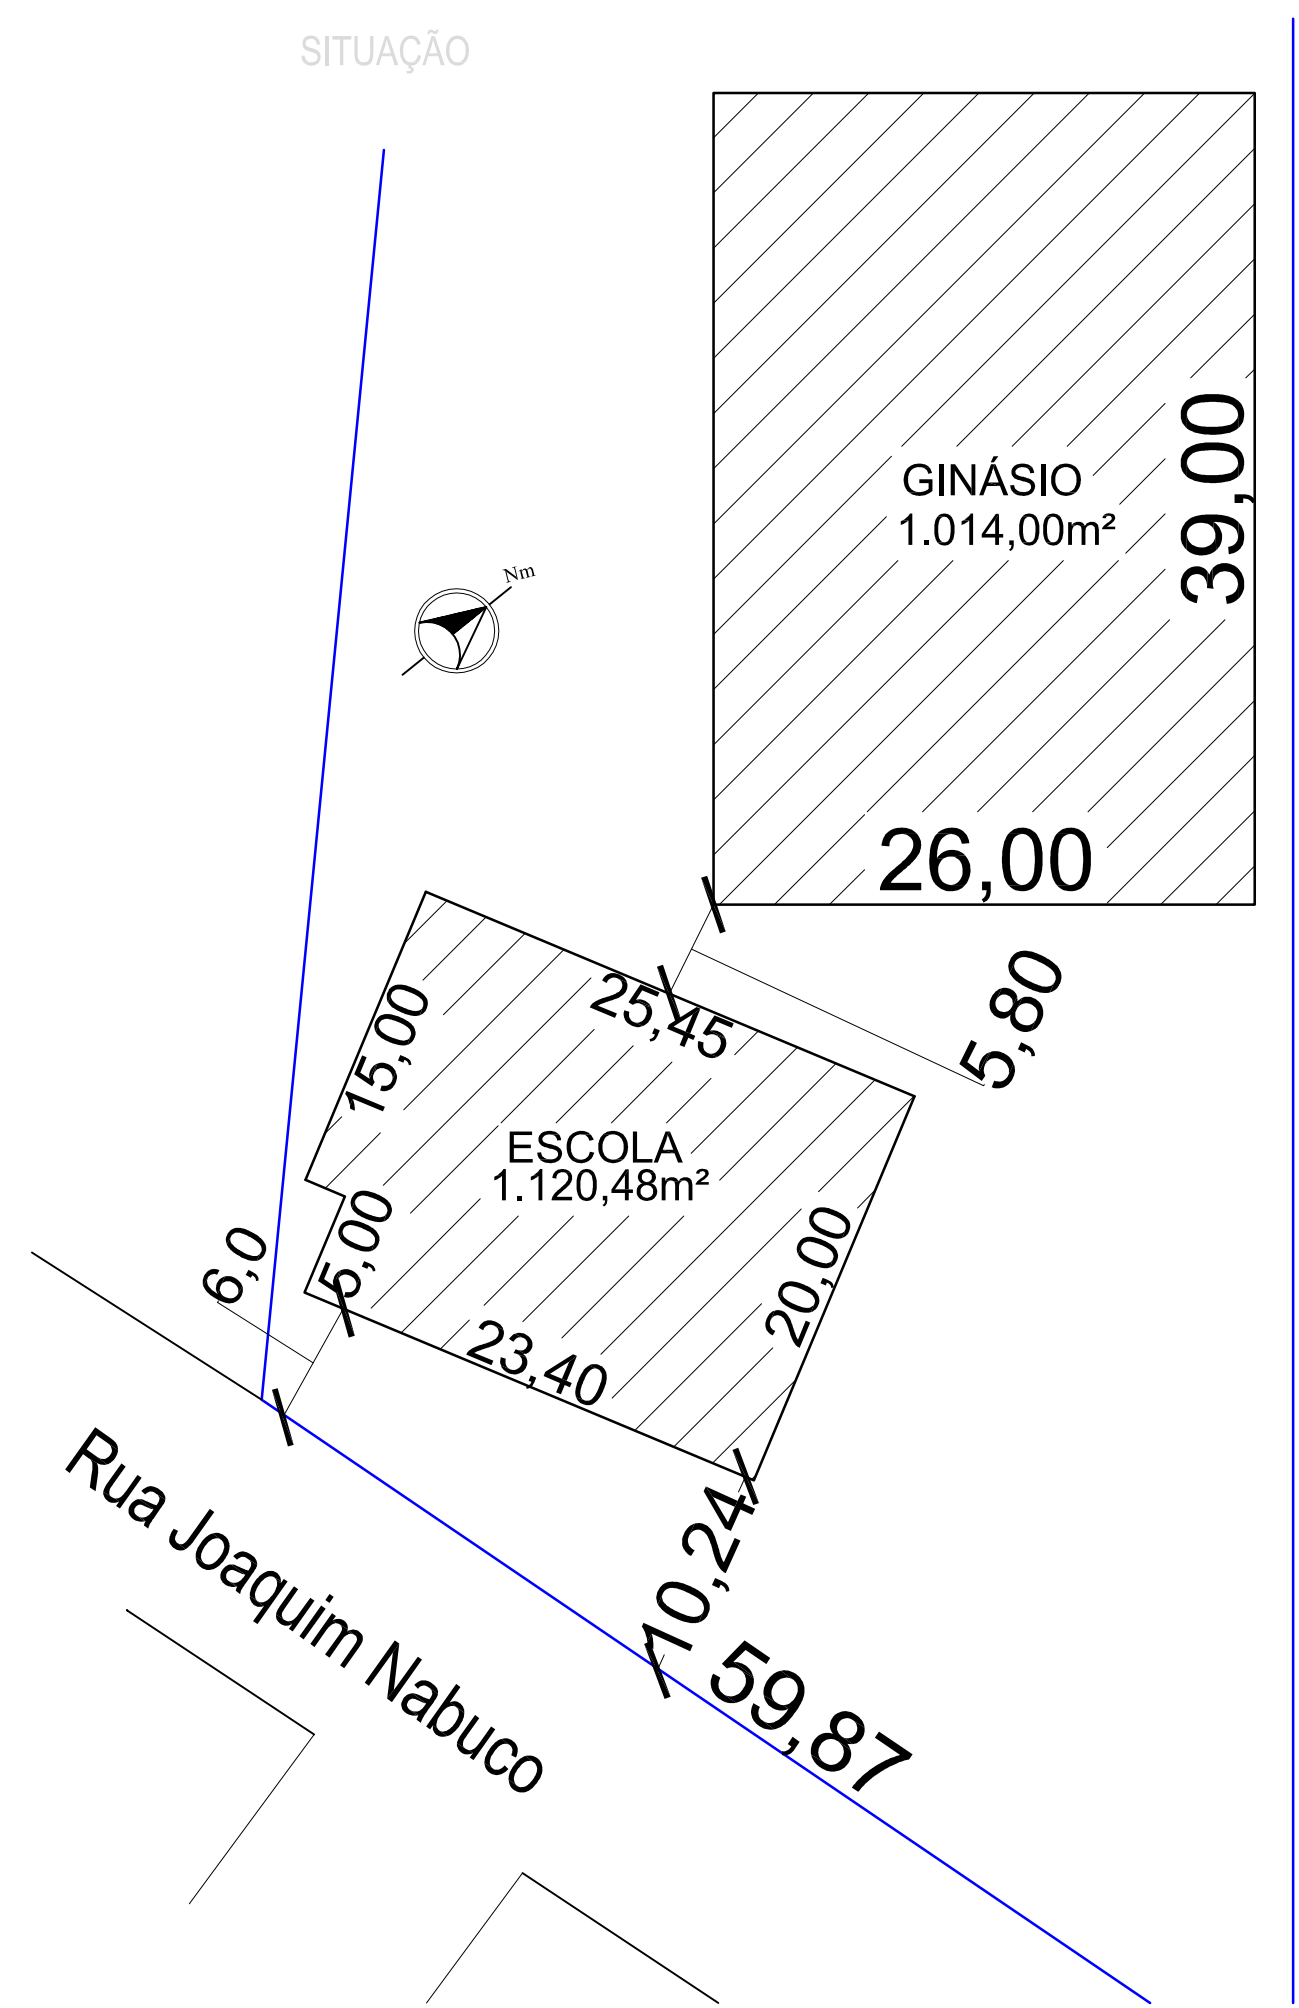 SITUAÇÃO
39,00
GINÁSIO
1.014,00m²
Nm
26,00
25,45
5,80
15,00
ESCOLA
1.120,48m²
5,00
20,00
6,0
23,40
10,24
Rua Joaquim Nabuco
59,87